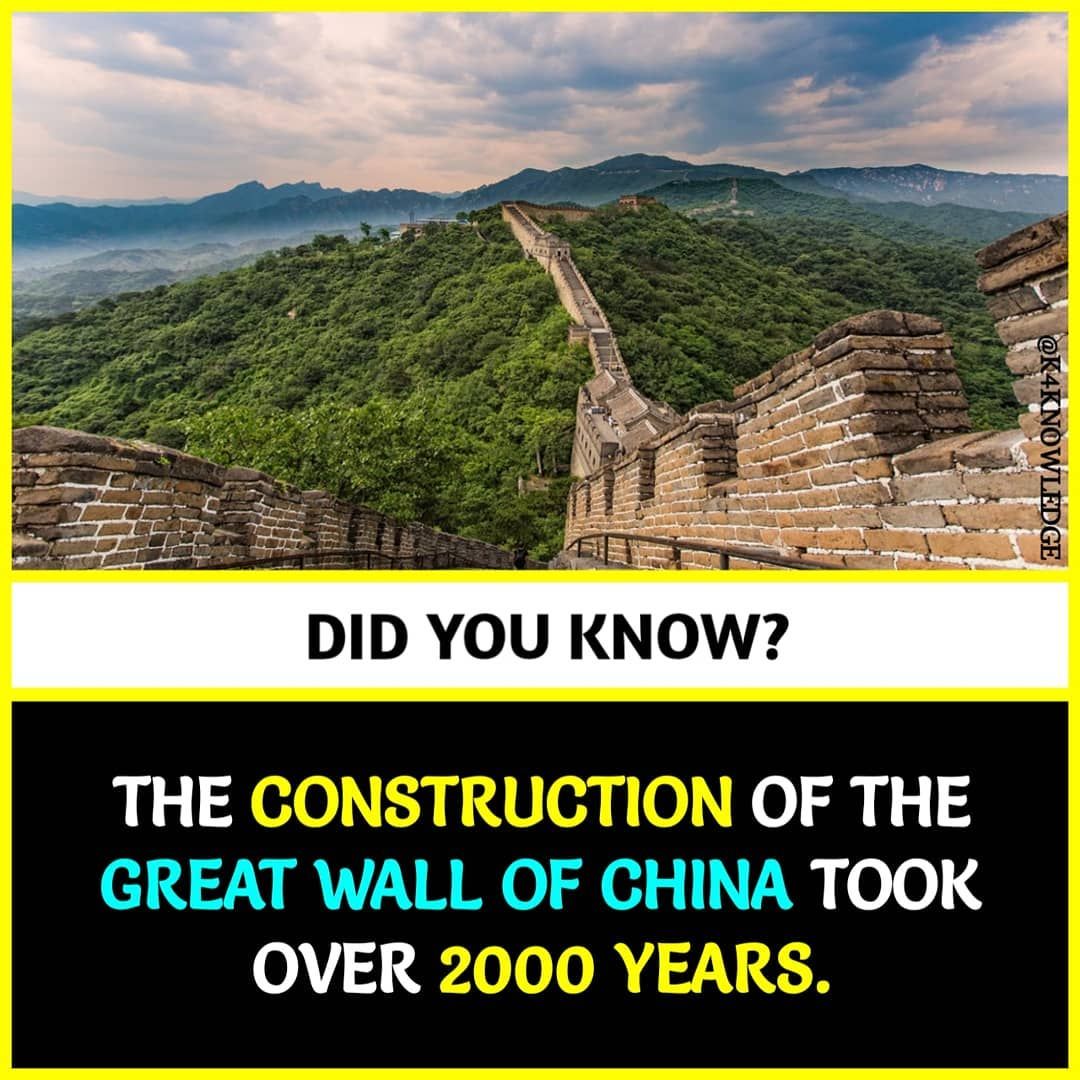 @K4KNOWLEDGE
DID YOU KNOW?
THE CONSTRUCTION OF THE
GREAT WALL OF CHINA TOOK
OVER 2000 YEARS.